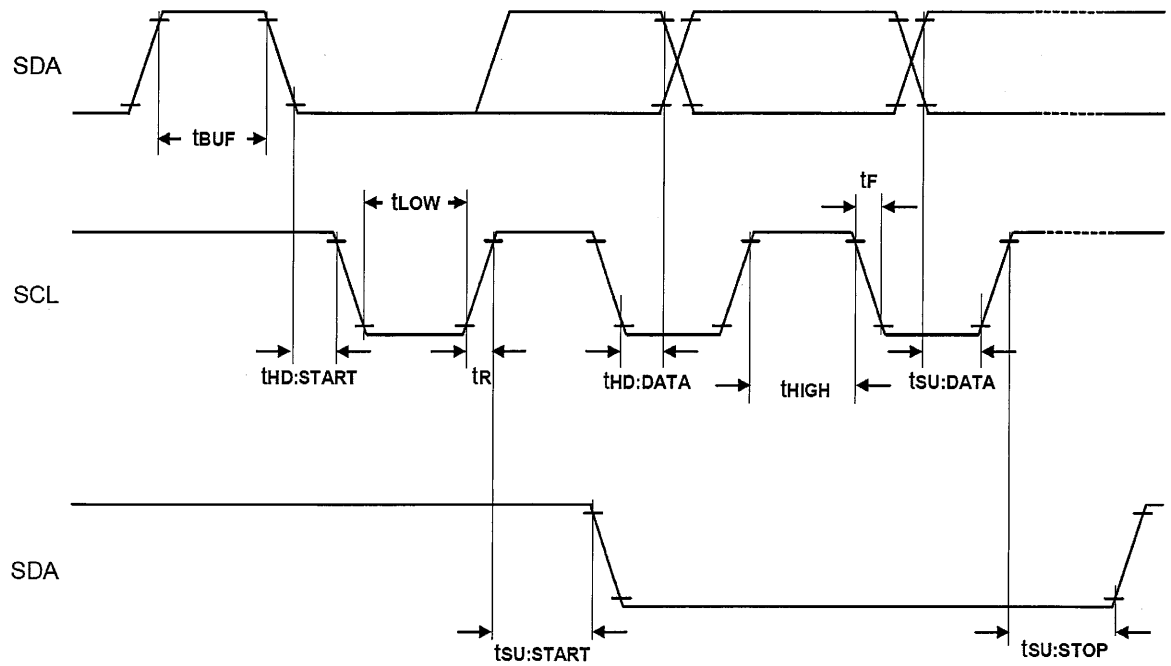 SDA
tBUF
tLOW
tF
SCL
tHD:START
tR
tHD:DATA
tHIGH
tSU:DATA
SDA
tSU:START
tSU:STOP